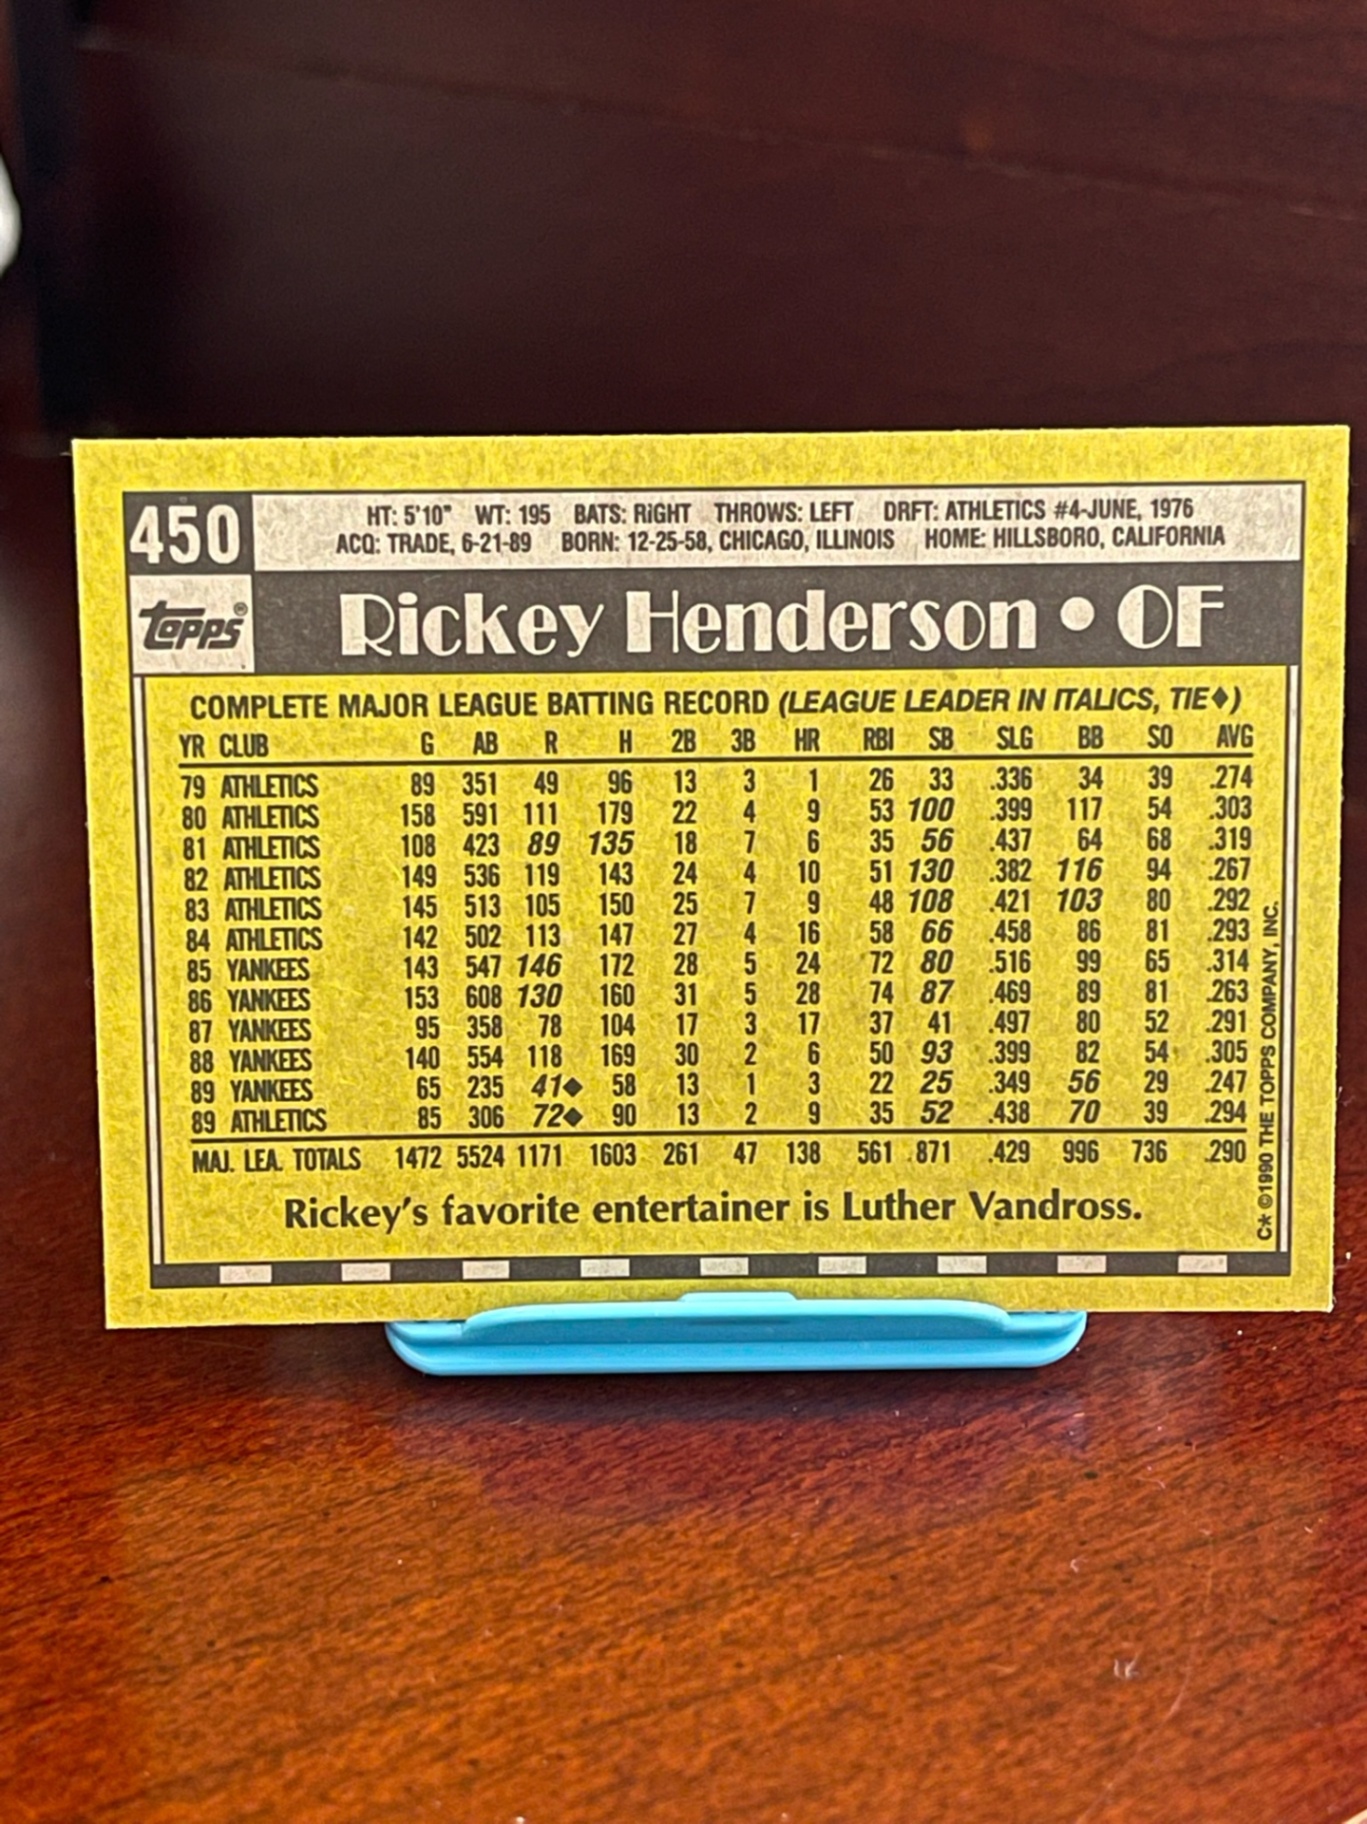 450
HT: 5'10" WT: 195 BATS: RIGHT THROWS: LEFT DRFT: ATHLETICS #4-JUNE, 1976
ACQ: TRADE, 6-21-89 BORN: 12-25-58, CHICAGO, ILLINOIS HOME: HILLSBORO, CALIFORNIA
topps®
Rickey Henderson • OF
COMPLETE MAJOR LEAGUE BATTING RECORD (LEAGUE LEADER IN ITALICS, TIE♦)
YR CLUB G AB R H 2B 3B HR RBI SB SLG BB SO AVG
79 ATHLETICS 89 351 49 96 13 3 1 26 33 .336 34 39 .274
80 ATHLETICS 158 591 111 179 22 4 9 53 100 .399 117 54 .303
81 ATHLETICS 108 423 89 135 18 7 6 35 56 .437 64 68 .319
82 ATHLETICS 149 536 119 143 24 4 10 51 130 .382 116 94 .267
83 ATHLETICS 145 513 105 150 25 7 9 48 108 .421 103 80 .292
84 ATHLETICS 142 502 113 147 27 4 16 58 66 .458 86 81 .293
85 YANKEES 143 547 146 172 28 5 24 72 80 .516 99 65 .314
86 YANKEES 153 608 130 160 31 5 28 74 87 .469 89 81 .263
87 YANKEES 95 358 78 104 17 3 17 37 41 .497 80 52 .291
88 YANKEES 140 554 118 169 30 2 6 50 93 .399 82 54 .305
89 YANKEES 65 235 41♦ 58 13 1 3 22 25 .349 56 29 .247
89 ATHLETICS 85 306 72♦ 90 13 2 9 35 52 .438 70 39 .294
MAJ. LEA. TOTALS 1472 5524 1171 1603 261 47 138 561 871 .429 996 736 .290
Rickey's favorite entertainer is Luther Vandross.
C* ©1990 THE TOPPS COMPANY, INC.